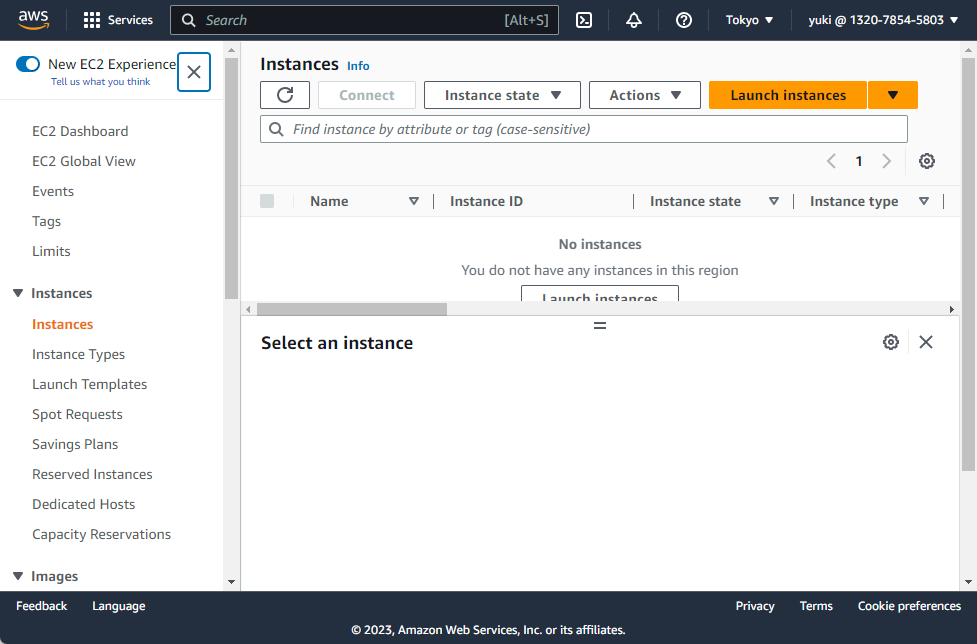 aws
Services
Search [Alt+S]
Tokyo
yuki @ 1320-7854-5803
New EC2 Experience
Tell us what you think
EC2 Dashboard
EC2 Global View
Events
Tags
Limits
Instances
Instances
Instance Types
Launch Templates
Spot Requests
Savings Plans
Reserved Instances
Dedicated Hosts
Capacity Reservations
Images
Instances Info
Connect
Instance state
Actions
Launch instances
Find instance by attribute or tag (case-sensitive)
1
Name
Instance ID
Instance state
Instance type
No instances
You do not have any instances in this region
Launch instances
Select an instance
Feedback
Language
Privacy
Terms
Cookie preferences
© 2023, Amazon Web Services, Inc. or its affiliates.